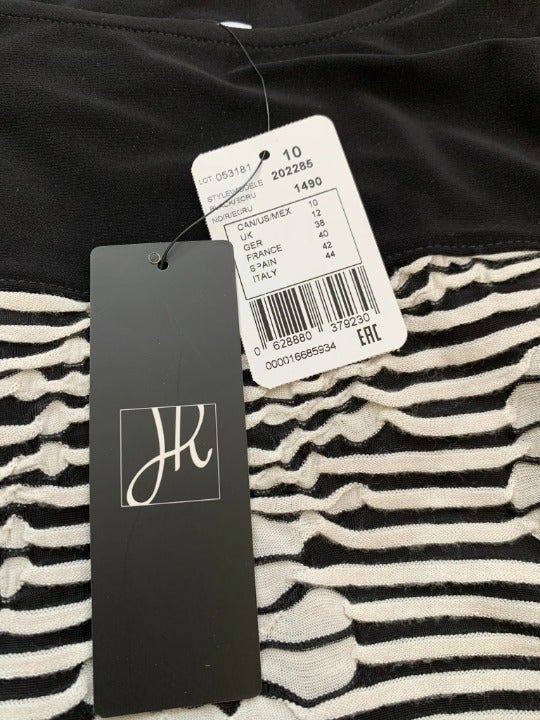 LOT: 053181
10
STYLE/MODELE
202285
BLACK/ECRU
NOIR/ECRU
1490
CAN/US/MEX 10
UK 12
GER 38
FRANCE 40
SPAIN 42
ITALY 44
0 628880 379230
000016685934
EAC
JR